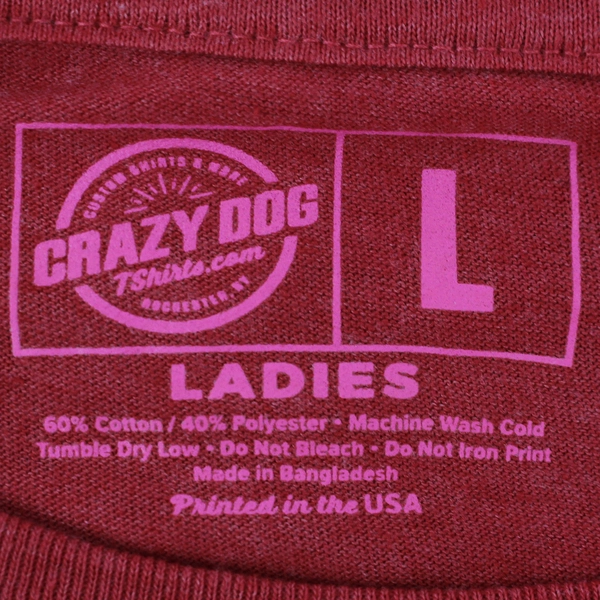 CUSTOM SHIRTS & MORE
CRAZY DOG
TShirts.com
ROCHESTER, NY
L
LADIES
60% Cotton / 40% Polyester • Machine Wash Cold
Tumble Dry Low • Do Not Bleach • Do Not Iron Print
Made in Bangladesh
Printed in the USA